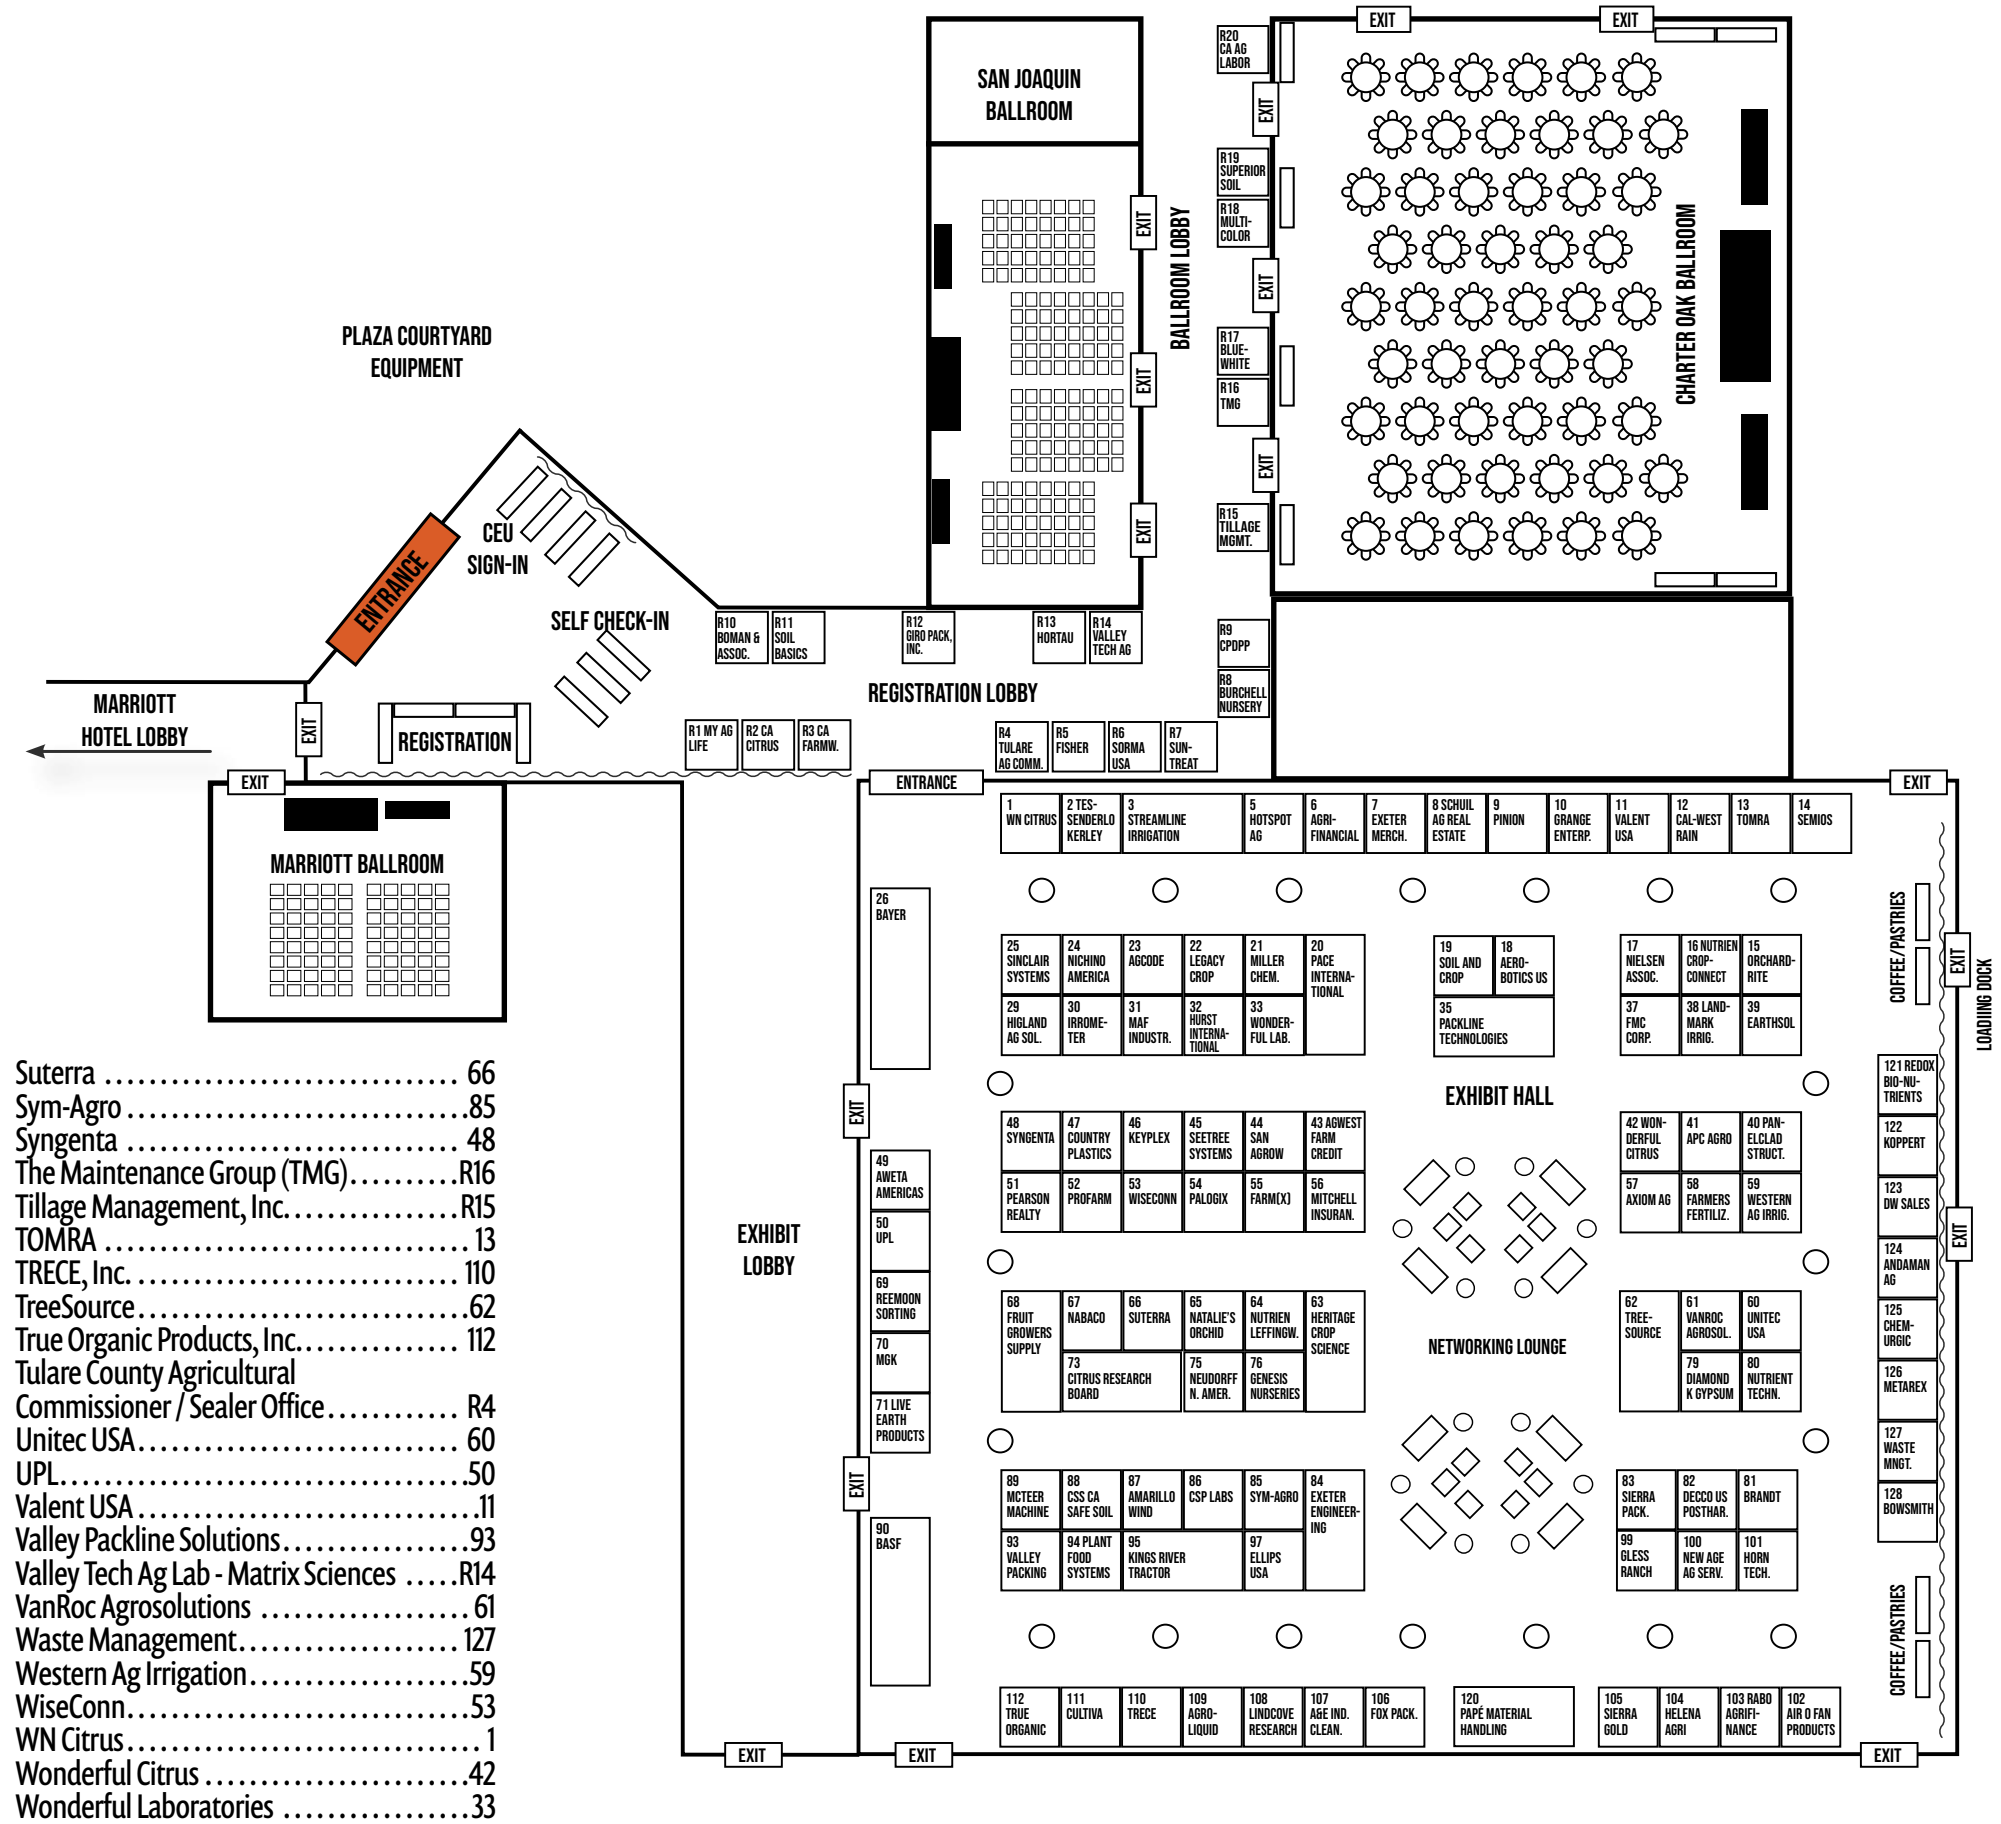 SAN JOAQUIN
BALLROOM
EXIT
EXIT
EXIT
BALLROOM LOBBY
R20
CA AG
LABOR
EXIT
R19
SUPERIOR
SOIL
R18
MULTI-
COLOR
EXIT
R17
BLUE-
WHITE
R16
TMG
EXIT
R15
TILLAGE
MGMT.
EXIT
EXIT
CHARTER OAK BALLROOM
PLAZA COURTYARD
EQUIPMENT
ENTRANCE
CEU
SIGN-IN
SELF CHECK-IN
MARRIOTT
HOTEL LOBBY
EXIT
REGISTRATION
R10
BOMAN &
ASSOC.
R11
SOIL
BASICS
R12
GIRO PACK,
INC.
R13
HORTAU
R14
VALLEY
TECH AG
R9
CPDPP
R8
BURCHELL
NURSERY
REGISTRATION LOBBY
R1 MY AG
LIFE
R2 CA
CITRUS
R3 CA
FARMW.
R4
TULARE
AG COMM.
R5
FISHER
R6
SORMA
USA
R7
SUN-
TREAT
EXIT
MARRIOTT BALLROOM
ENTRANCE
EXIT
1
WN CITRUS
2 TES-
SENDERLO
KERLEY
3
STREAMLINE
IRRIGATION
5
HOTSPOT
AG
6
AGRI-
FINANCIAL
7
EXETER
MERCH.
8 SCHUIL
AG REAL
ESTATE
9
PINION
10
GRANGE
ENTERP.
11
VALENT
USA
12
CAL-WEST
RAIN
13
TOMRA
14
SEMIOS
26
BAYER
25
SINCLAIR
SYSTEMS
24
NICHINO
AMERICA
23
AGCODE
22
LEGACY
CROP
21
MILLER
CHEM.
20
PACE
INTERNA-
TIONAL
19
SOIL AND
CROP
18
AERO-
BOTICS US
17
NIELSEN
ASSOC.
16 NUTRIEN
CROP-
CONNECT
15
ORCHARD-
RITE
COFFEE/PASTRIES
EXIT
LOADIING DOCK
29
HIGLAND
AG SOL.
30
IRROME-
TER
31
MAF
INDUSTR.
32
HURST
INTERNA-
TIONAL
33
WONDER-
FUL LAB.
35
PACKLINE
TECHNOLOGIES
37
FMC
CORP.
38 LAND-
MARK
IRRIG.
39
EARTHSOL
EXHIBIT HALL
EXIT
48
SYNGENTA
47
COUNTRY
PLASTICS
46
KEYPLEX
45
SEETREE
SYSTEMS
44
SAN
AGROW
43 AGWEST
FARM
CREDIT
42 WON-
DERFUL
CITRUS
41
APC AGRO
40 PAN-
ELCLAD
STRUCT.
51
PEARSON
REALTY
52
PROFARM
53
WISECONN
54
PALOGIX
55
FARM(X)
56
MITCHELL
INSURAN.
57
AXIOM AG
58
FARMERS
FERTILIZ.
59
WESTERN
AG IRRIG.
49
AWETA
AMERICAS
50
UPL
69
REEMOON
SORTING
70
MGK
71 LIVE
EARTH
PRODUCTS
EXHIBIT
LOBBY
68
FRUIT
GROWERS
SUPPLY
67
NABACO
66
SUTERRA
65
NATALIE'S
ORCHID
64
NUTRIEN
LEFFINGW.
63
HERITAGE
CROP
SCIENCE
NETWORKING LOUNGE
62
TREE-
SOURCE
61
VANROC
AGROSOL.
60
UNITEC
USA
73
CITRUS RESEARCH
BOARD
75
NEUDORFF
N. AMER.
76
GENESIS
NURSERIES
79
DIAMOND
K GYPSUM
80
NUTRIENT
TECHN.
121 REDOX
BIO-NU-
TRIENTS
122
KOPPERT
123
DW SALES
EXIT
124
ANDAMAN
AG
125
CHEM-
URGIC
126
METAREX
127
WASTE
MNGT.
128
BOWSMITH
EXIT
89
MCTEER
MACHINE
88
CSS CA
SAFE SOIL
87
AMARILLO
WIND
86
CSP LABS
85
SYM-AGRO
84
EXETER
ENGINEER-
ING
83
SIERRA
PACK.
82
DECCO US
POSTHAR.
81
BRANDT
90
BASF
93
VALLEY
PACKING
94 PLANT
FOOD
SYSTEMS
95
KINGS RIVER
TRACTOR
97
ELLIPS
USA
99
GLESS
RANCH
100
NEW AGE
AG SERV.
101
HORN
TECH.
COFFEE/PASTRIES
112
TRUE
ORGANIC
111
CULTIVA
110
TRECE
109
AGRO-
LIQUID
108
LINDCOVE
RESEARCH
107
A&E IND.
CLEAN.
106
FOX PACK.
120
PAPÉ MATERIAL
HANDLING
105
SIERRA
GOLD
104
HELENA
AGRI
103 RABO
AGRIFI-
NANCE
102
AIR O FAN
PRODUCTS
EXIT
EXIT
EXIT
Suterra ................................ 66
Sym-Agro ...............................85
Syngenta ............................... 48
The Maintenance Group (TMG)..........R16
Tillage Management, Inc................R15
TOMRA .................................. 13
TRECE, Inc. .............................. 110
TreeSource..............................62
True Organic Products, Inc............... 112
Tulare County Agricultural
Commissioner / Sealer Office............ R4
Unitec USA.............................. 60
UPL.....................................50
Valent USA ..............................11
Valley Packline Solutions.................93
Valley Tech Ag Lab - Matrix Sciences .....R14
VanRoc Agrosolutions ................... 61
Waste Management.....................127
Western Ag Irrigation....................59
WiseConn...............................53
WN Citrus............................... 1
Wonderful Citrus ........................42
Wonderful Laboratories .................33